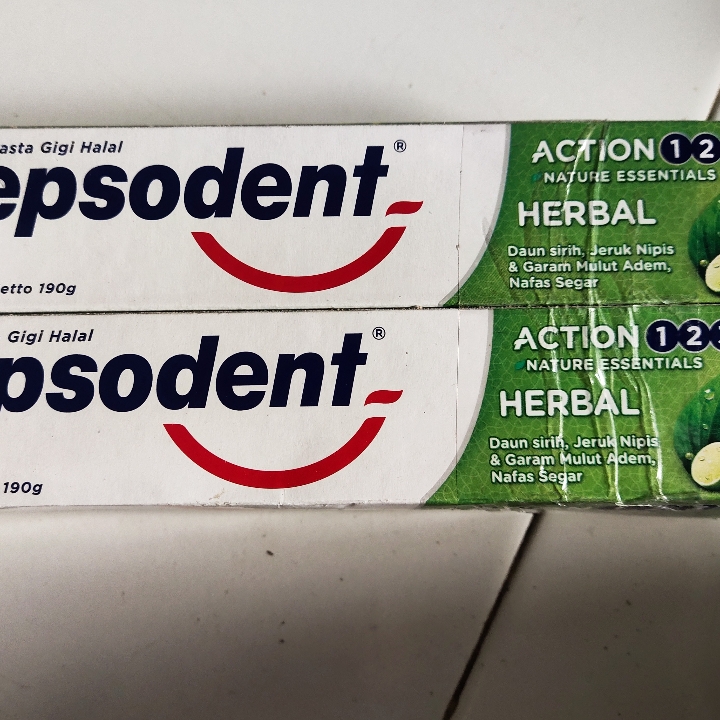 asta Gigi Halal
epsodent®
etto 190g
ACTION 1 2
NATURE ESSENTIALS
HERBAL
Daun sirih, Jeruk Nipis
& Garam Mulut Adem,
Nafas Segar
Gigi Halal
psodent®
190g
ACTION 1 2
NATURE ESSENTIALS
HERBAL
Daun sirih, Jeruk Nipis
& Garam Mulut Adem,
Nafas Segar